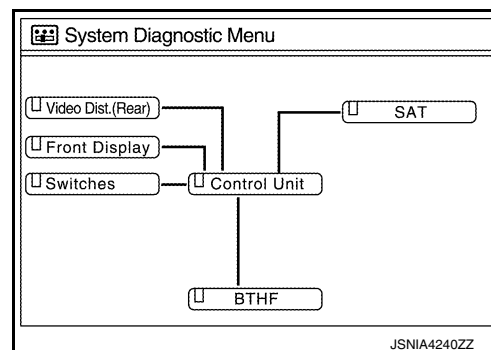 System Diagnostic Menu
Video Dist.(Rear)
SAT
Front Display
Switches
Control Unit
BTHF
JSNIA4240ZZ